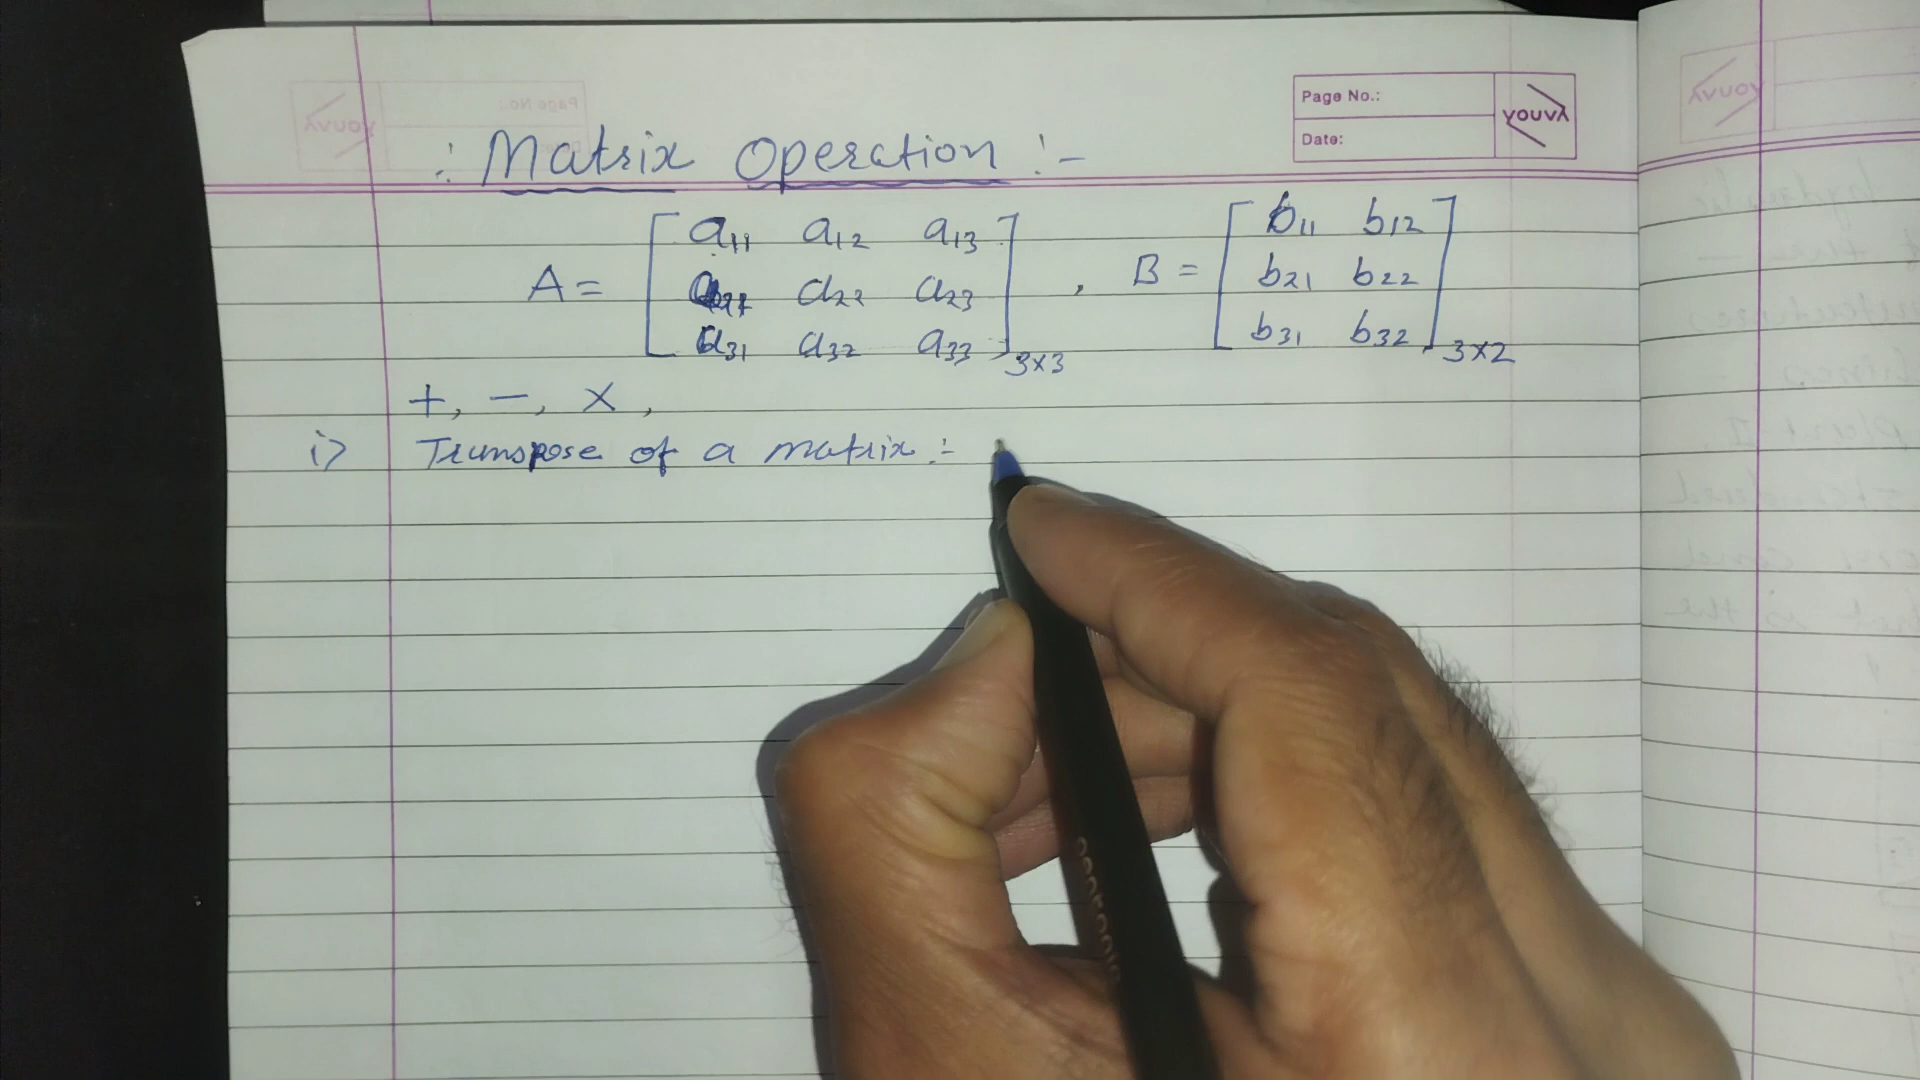 Page No.:
youva
Date:
:. Matrix Operation :-
A = [ a11 a12 a13
a21 a22 a23
a31 a32 a33 ] 3×3 , B = [ b11 b12
b21 b22
b31 b32 ] 3×2
+, -, ×,
i) Transpose of a matrix :-